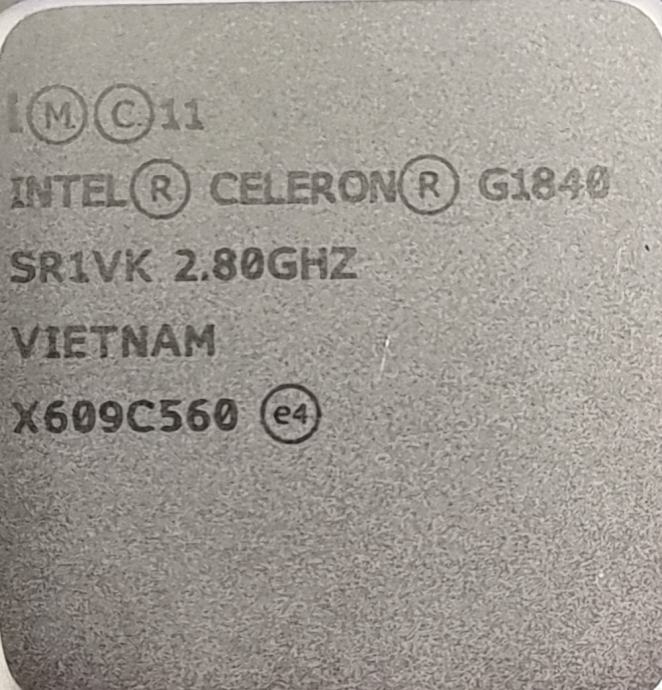 i Ⓜ Ⓒ 11
INTEL® CELERON® G1840
SR1VK 2.80GHZ
VIETNAM
X609C560 e4